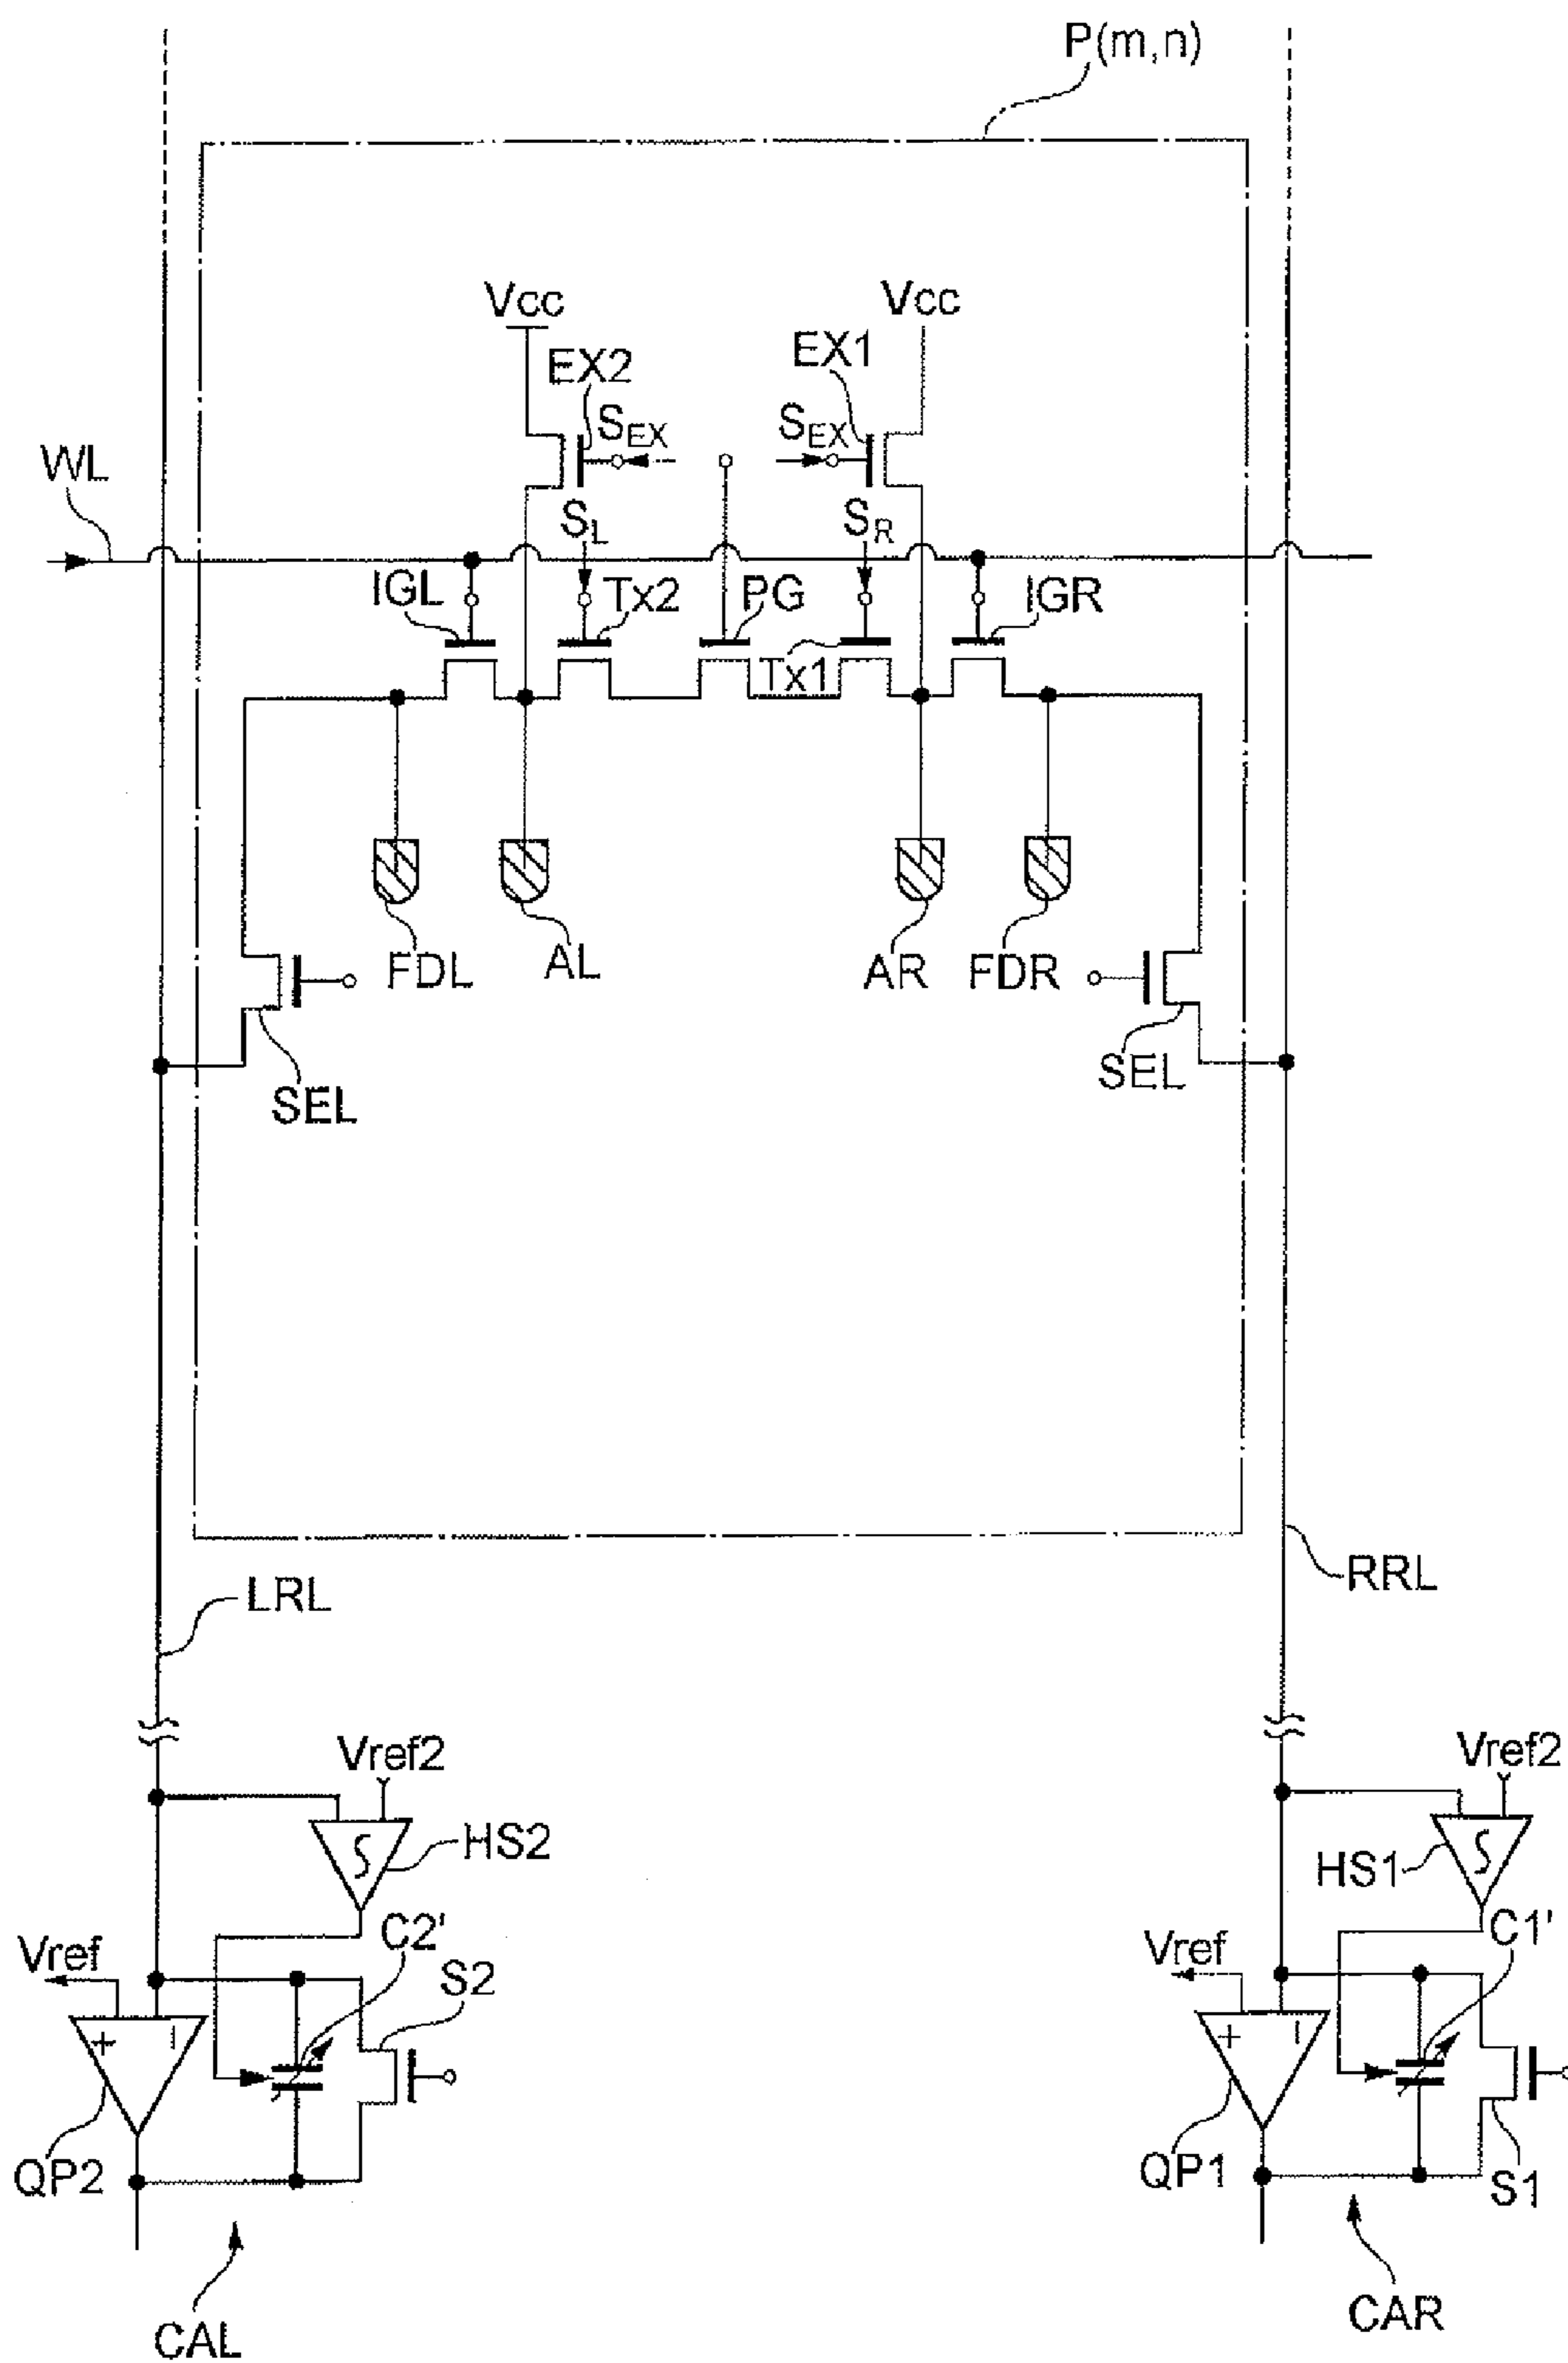 P(m,n)
Vcc
Vcc
EX2
EX1
SEX
SEX
WL
SL
SR
IGL
Tx2
PG
IGR
Tx1
FDL
AL
AR
FDR
SEL
SEL
LRL
RRL
Vref2
Vref2
HS2
HS1
C2'
C1'
Vref
Vref
S2
+
−
+
−
QP2
QP1
S1
CAL
CAR